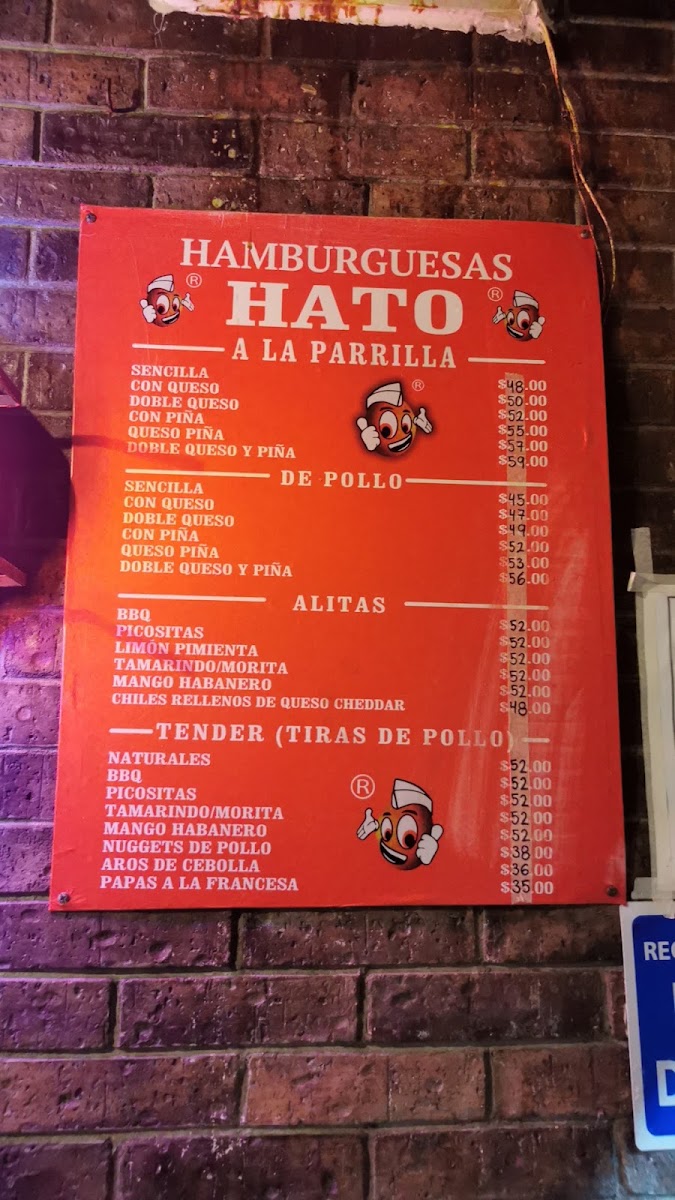 HAMBURGUESAS
® HATO ®
A LA PARRILLA
SENCILLA $48.00
CON QUESO $50.00
DOBLE QUESO $52.00
CON PIÑA $55.00
QUESO PIÑA $57.00
DOBLE QUESO Y PIÑA $59.00
®
DE POLLO
SENCILLA $45.00
CON QUESO $47.00
DOBLE QUESO $49.00
CON PIÑA $52.00
QUESO PIÑA $53.00
DOBLE QUESO Y PIÑA $56.00
ALITAS
BBQ $52.00
PICOSITAS $52.00
LIMÓN PIMIENTA $52.00
TAMARINDO/MORITA $52.00
MANGO HABANERO $52.00
CHILES RELLENOS DE QUESO CHEDDAR $48.00
TENDER (TIRAS DE POLLO)
NATURALES $52.00
BBQ $52.00
PICOSITAS $52.00
TAMARINDO/MORITA $52.00
MANGO HABANERO $52.00
NUGGETS DE POLLO $38.00
AROS DE CEBOLLA $36.00
PAPAS A LA FRANCESA $35.00
®